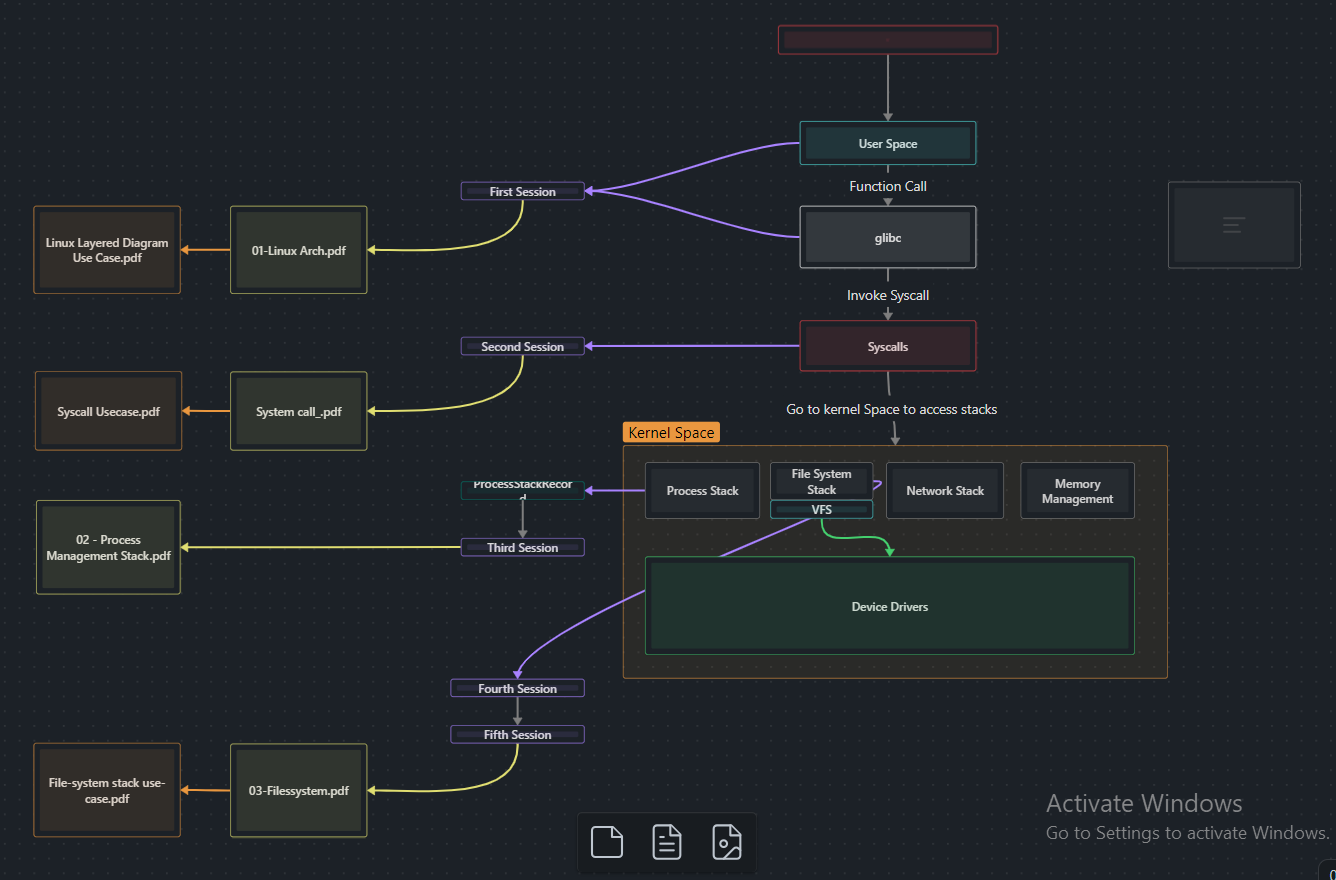 User Space
Function Call
First Session
Linux Layered Diagram
Use Case.pdf
01-Linux Arch.pdf
glibc
Invoke Syscall
Second Session
Syscalls
Syscall Usecase.pdf
System call_.pdf
Go to kernel Space to access stacks
Kernel Space
ProcessStackRecor
d
Process Stack
File System
Stack
VFS
Network Stack
Memory
Management
02 - Process
Management Stack.pdf
Third Session
Device Drivers
Fourth Session
Fifth Session
File-system stack use-
case.pdf
03-Filessystem.pdf
Activate Windows
Go to Settings to activate Windows.